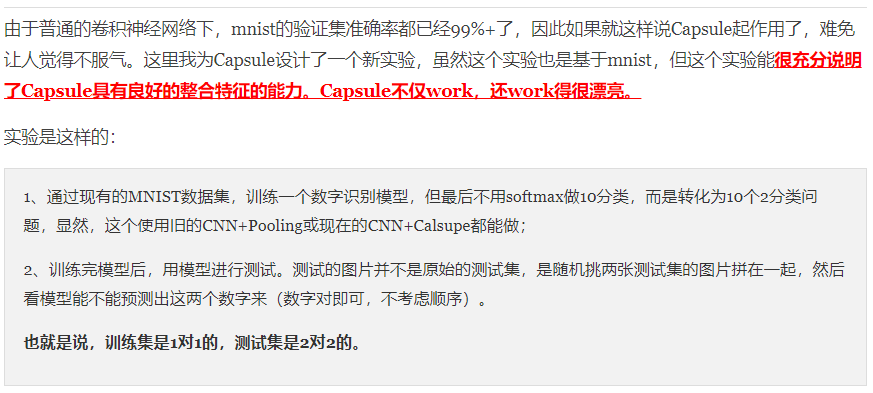 由于普通的卷积神经网络下，mnist的验证集准确率都已经99%+了，因此如果就这样说Capsule起作用了，难免
让人觉得不服气。这里我为Capsule设计了一个新实验，虽然这个实验也是基于mnist，但这个实验能很充分说明
了Capsule具有良好的整合特征的能力。Capsule不仅work，还work得很漂亮。
实验是这样的：
1、通过现有的MNIST数据集，训练一个数字识别模型，但最后不用softmax做10分类，而是转化为10个2分类问
题，显然，这个使用旧的CNN+Pooling或现在的CNN+Calsupe都能做；
2、训练完模型后，用模型进行测试。测试的图片并不是原始的测试集，是随机挑两张测试集的图片拼在一起，然后
看模型能不能预测出这两个数字来（数字对即可，不考虑顺序）。
也就是说，训练集是1对1的，测试集是2对2的。